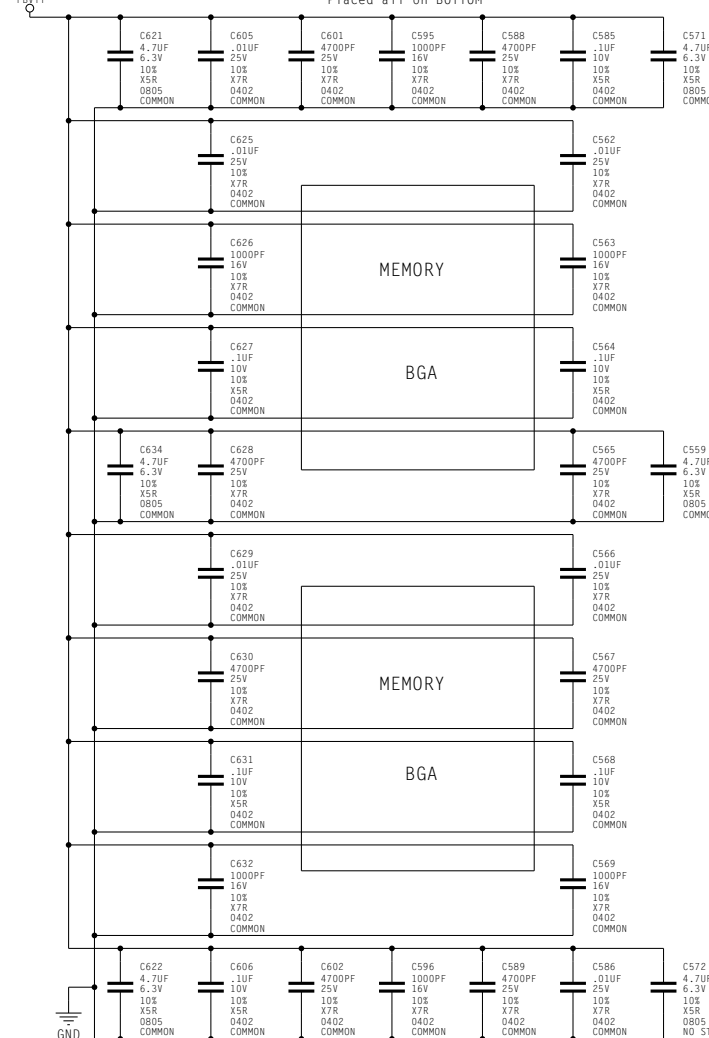 Placed all on Bottom
C621
4.7UF
6.3V
10%
X5R
0805
COMMON
C605
.01UF
25V
10%
X7R
0402
COMMON
C601
4700PF
25V
10%
X7R
0402
COMMON
C595
1000PF
16V
10%
X7R
0402
COMMON
C588
4700PF
25V
10%
X7R
0402
COMMON
C585
.1UF
10V
10%
X5R
0402
COMMON
C571
4.7UF
6.3V
10%
X5R
0805
C625
.01UF
25V
10%
X7R
0402
COMMON
C562
.01UF
25V
10%
X7R
0402
COMMON
C626
1000PF
16V
10%
X7R
0402
COMMON
MEMORY
C563
1000PF
16V
10%
X7R
0402
COMMON
C627
.1UF
10V
10%
X5R
0402
COMMON
BGA
C564
.1UF
10V
10%
X5R
0402
COMMON
C634
4.7UF
6.3V
10%
X5R
0805
COMMON
C628
4700PF
25V
10%
X7R
0402
COMMON
C565
4700PF
25V
10%
X7R
0402
COMMON
C559
4.7UF
6.3V
10%
X5R
0805
C629
.01UF
25V
10%
X7R
0402
COMMON
C566
.01UF
25V
10%
X7R
0402
COMMON
C630
4700PF
25V
10%
X7R
0402
COMMON
MEMORY
C567
4700PF
25V
10%
X7R
0402
COMMON
C631
.1UF
10V
10%
X5R
0402
COMMON
BGA
C568
.1UF
10V
10%
X5R
0402
COMMON
C632
1000PF
16V
10%
X7R
0402
COMMON
C569
1000PF
16V
10%
X7R
0402
COMMON
C622
4.7UF
6.3V
10%
X5R
0805
COMMON
C606
.1UF
10V
10%
X5R
0402
COMMON
C602
4700PF
25V
10%
X7R
0402
COMMON
C596
1000PF
16V
10%
X7R
0402
COMMON
C589
4700PF
25V
10%
X7R
0402
COMMON
C586
.01UF
25V
10%
X7R
0402
COMMON
C572
4.7UF
6.3V
10%
X5R
0805
NO
GND